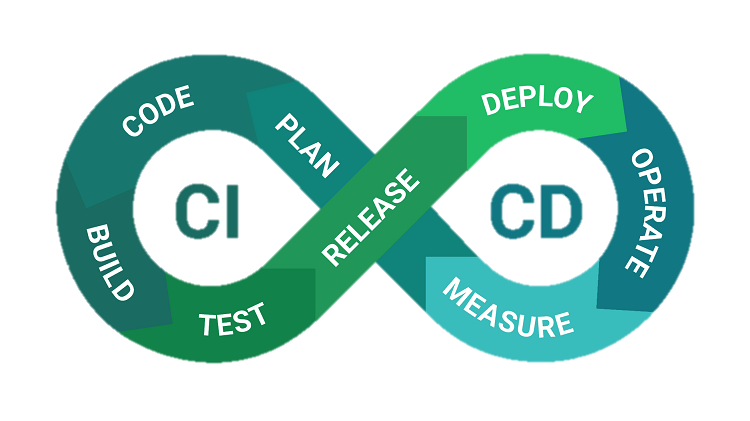 PLAN
CODE
BUILD
TEST
RELEASE
DEPLOY
OPERATE
MEASURE
CI
CD